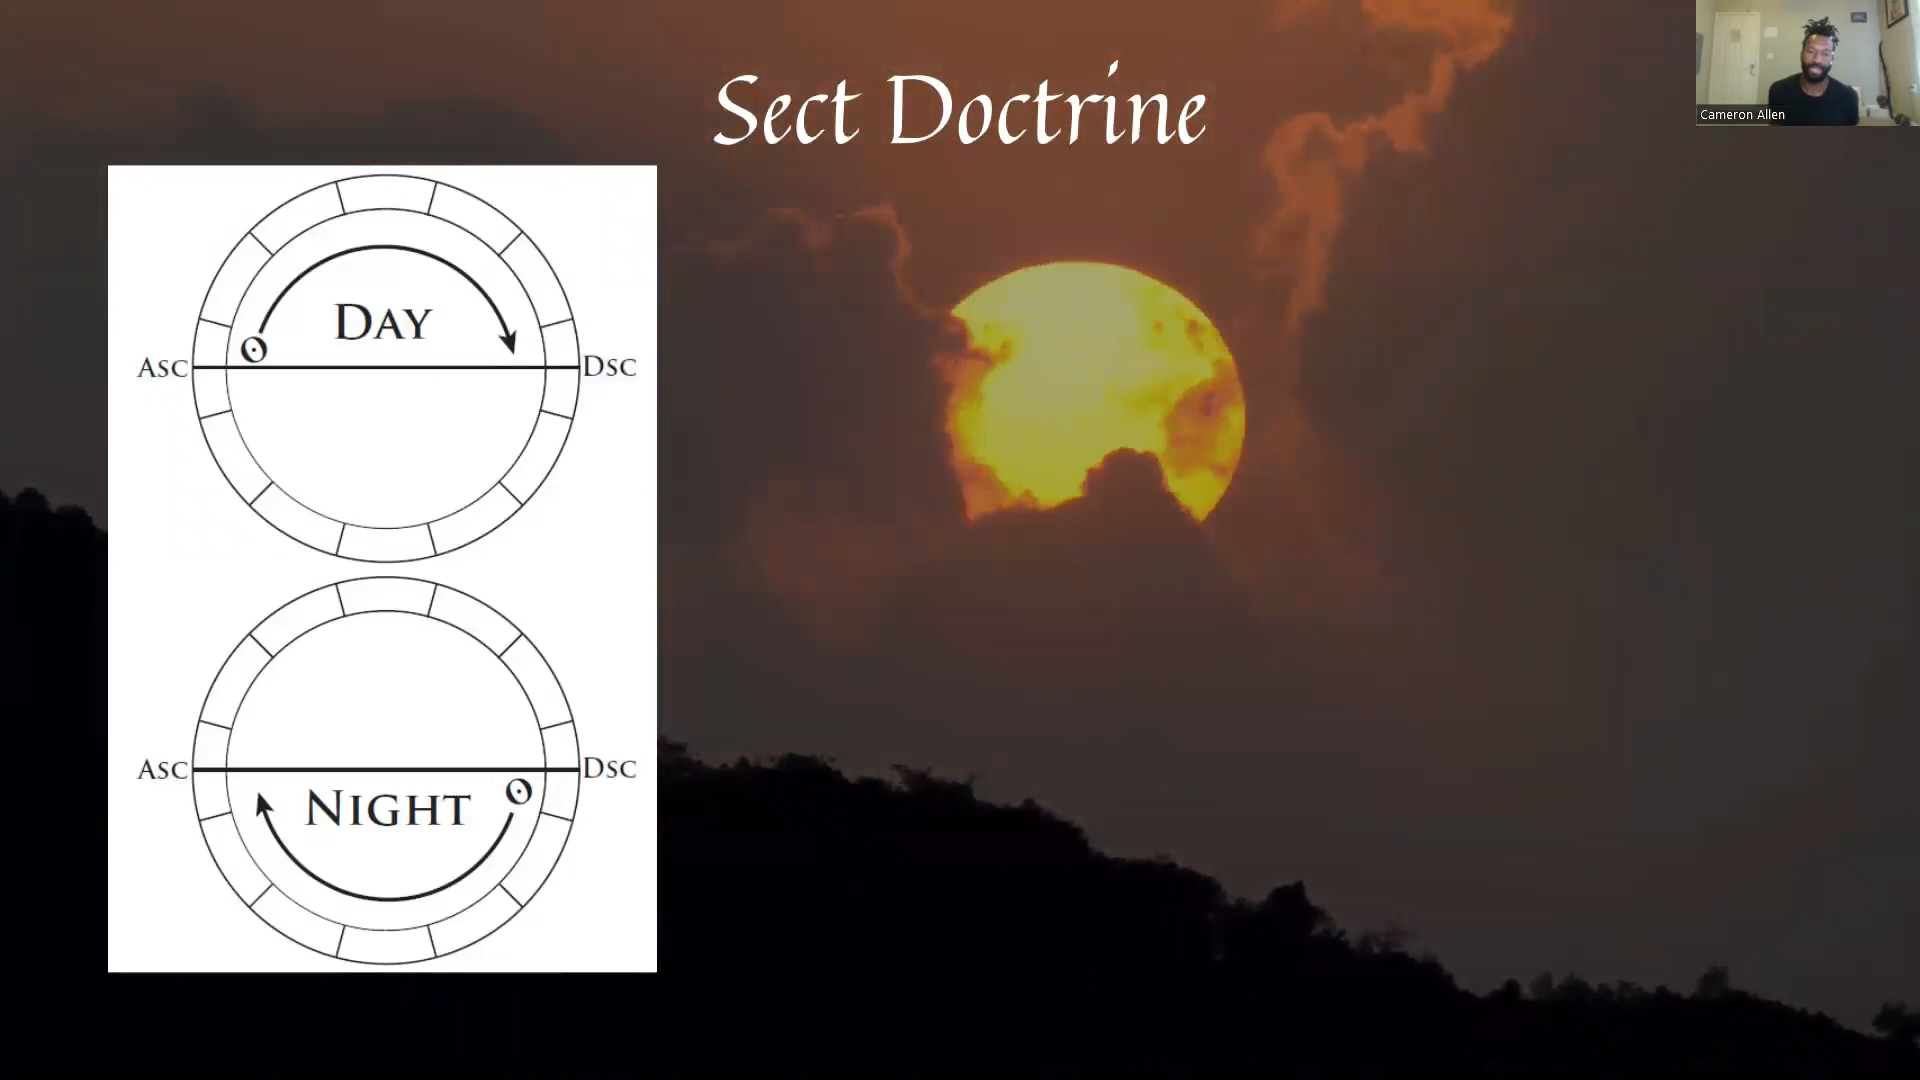 Sect Doctrine
Cameron Allen
Day
Asc
Dsc
Asc
Dsc
Night